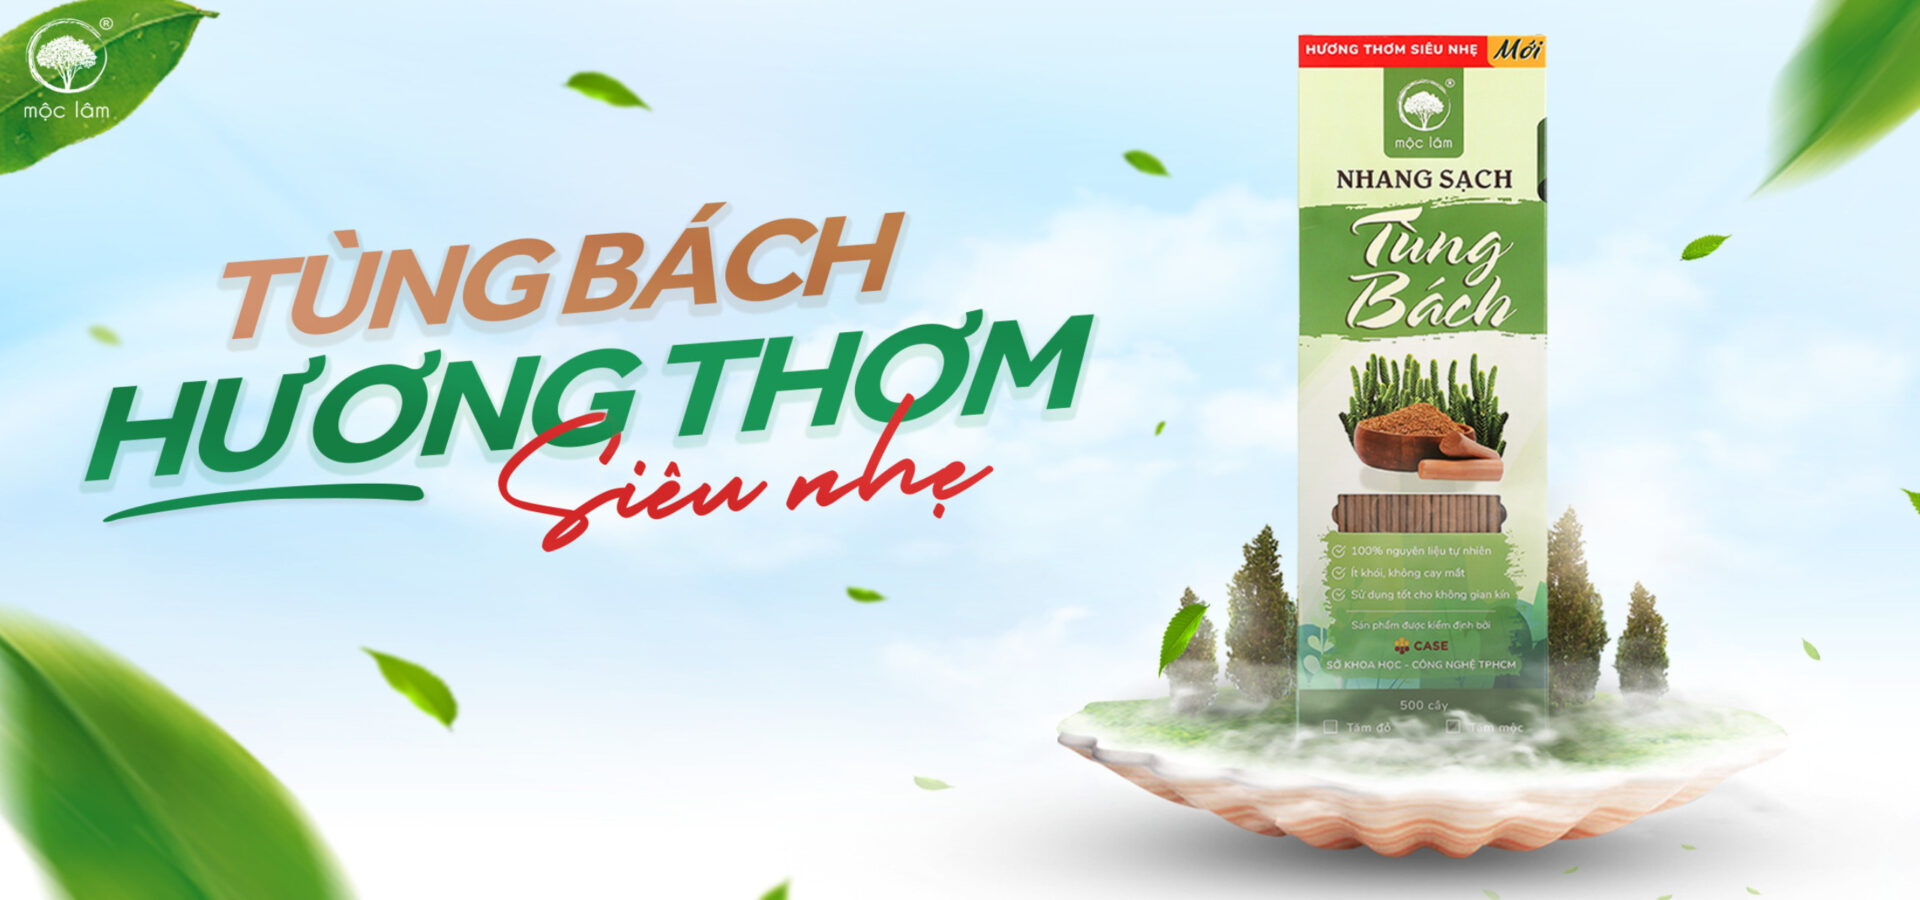 mộc lâm
®
TÙNG BÁCH
HƯƠNG THƠM
Siêu nhẹ
HƯƠNG THƠM SIÊU NHẸ Mới
®
mộc lâm
NHANG SẠCH
Tùng
Bách
100% nguyên liệu tự nhiên
Ít khói, không cay mắt
Sử dụng tốt cho không gian kín
Sản phẩm được kiểm định bởi
CASE
SỞ KHOA HỌC - CÔNG NGHỆ TPHCM
500 cây
Tăm đỏ Tăm mộc